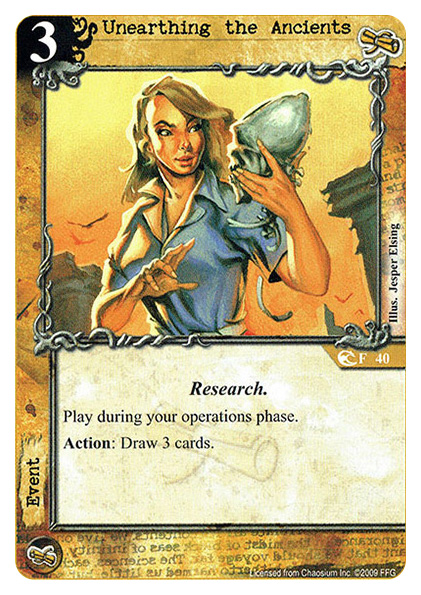 3
Unearthing the Ancients
Illus. Jesper Elsing
F 40
Research.
Play during your operations phase.
Action: Draw 3 cards.
Event
Licensed from Chaosium Inc. ©2009 FFG